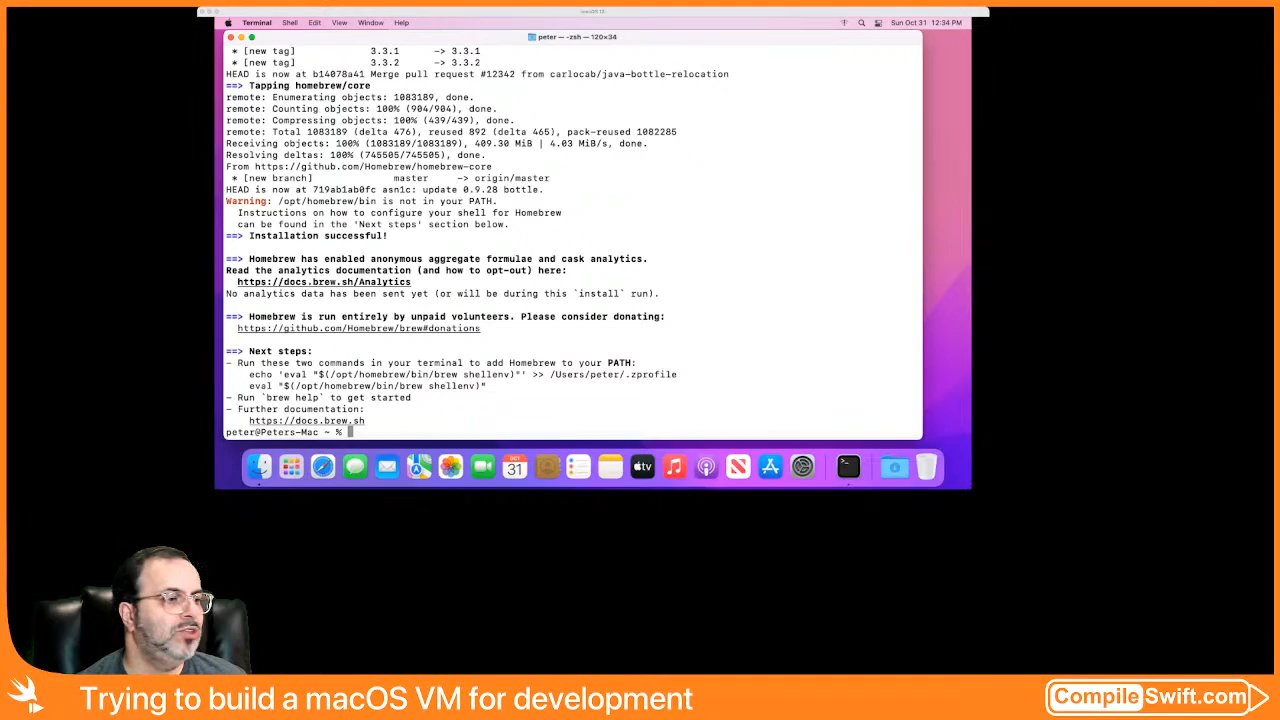 macOS 12
Terminal Shell Edit View Window Help Sun Oct 31 12:34 PM
peter — -zsh — 120×34
* [new tag] 3.3.1 -> 3.3.1
* [new tag] 3.3.2 -> 3.3.2
HEAD is now at b14078a41 Merge pull request #12342 from carlocab/java-bottle-relocation
==> Tapping homebrew/core
remote: Enumerating objects: 1083189, done.
remote: Counting objects: 100% (904/904), done.
remote: Compressing objects: 100% (439/439), done.
remote: Total 1083189 (delta 476), reused 892 (delta 465), pack-reused 1082285
Receiving objects: 100% (1083189/1083189), 409.30 MiB | 4.03 MiB/s, done.
Resolving deltas: 100% (745505/745505), done.
From https://github.com/Homebrew/homebrew-core
* [new branch] master -> origin/master
HEAD is now at 719ab1ab0fc asn1c: update 0.9.28 bottle.
Warning: /opt/homebrew/bin is not in your PATH.
Instructions on how to configure your shell for Homebrew
can be found in the 'Next steps' section below.
==> Installation successful!
==> Homebrew has enabled anonymous aggregate formulae and cask analytics.
Read the analytics documentation (and how to opt-out) here:
https://docs.brew.sh/Analytics
No analytics data has been sent yet (or will be during this `install` run).
==> Homebrew is run entirely by unpaid volunteers. Please consider donating:
https://github.com/Homebrew/brew#donations
==> Next steps:
- Run these two commands in your terminal to add Homebrew to your PATH:
echo 'eval "$(/opt/homebrew/bin/brew shellenv)"' >> /Users/peter/.zprofile
eval "$(/opt/homebrew/bin/brew shellenv)"
- Run `brew help` to get started
- Further documentation:
https://docs.brew.sh
peter@Peters-Mac ~ %
OCT
31
tv
Trying to build a macOS VM for development
CompileSwift.com